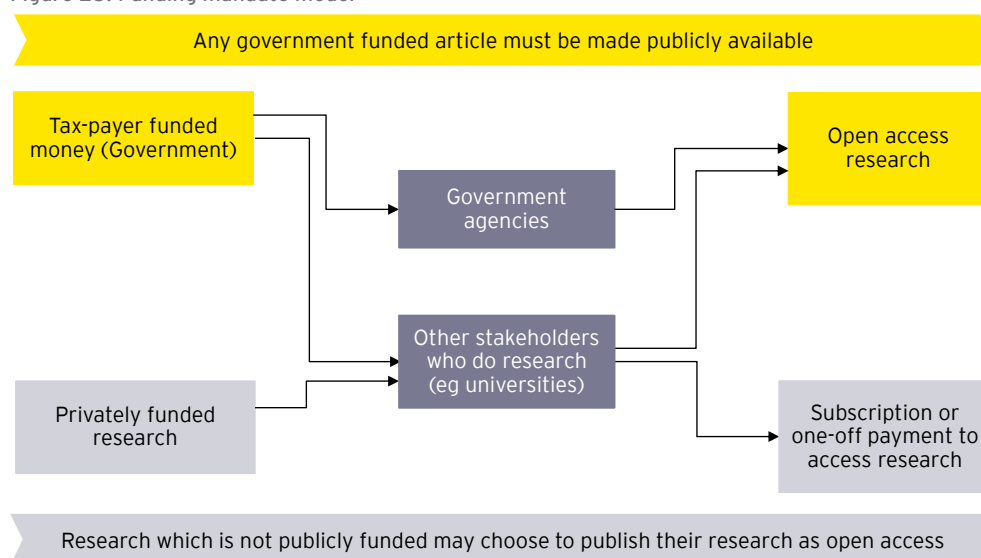 Any government funded article must be made publicly available
Tax-payer funded
money (Government)
Open access
research
Government
agencies
Other stakeholders
who do research
(eg universities)
Privately funded
research
Subscription or
one-off payment to
access research
Research which is not publicly funded may choose to publish their research as open access